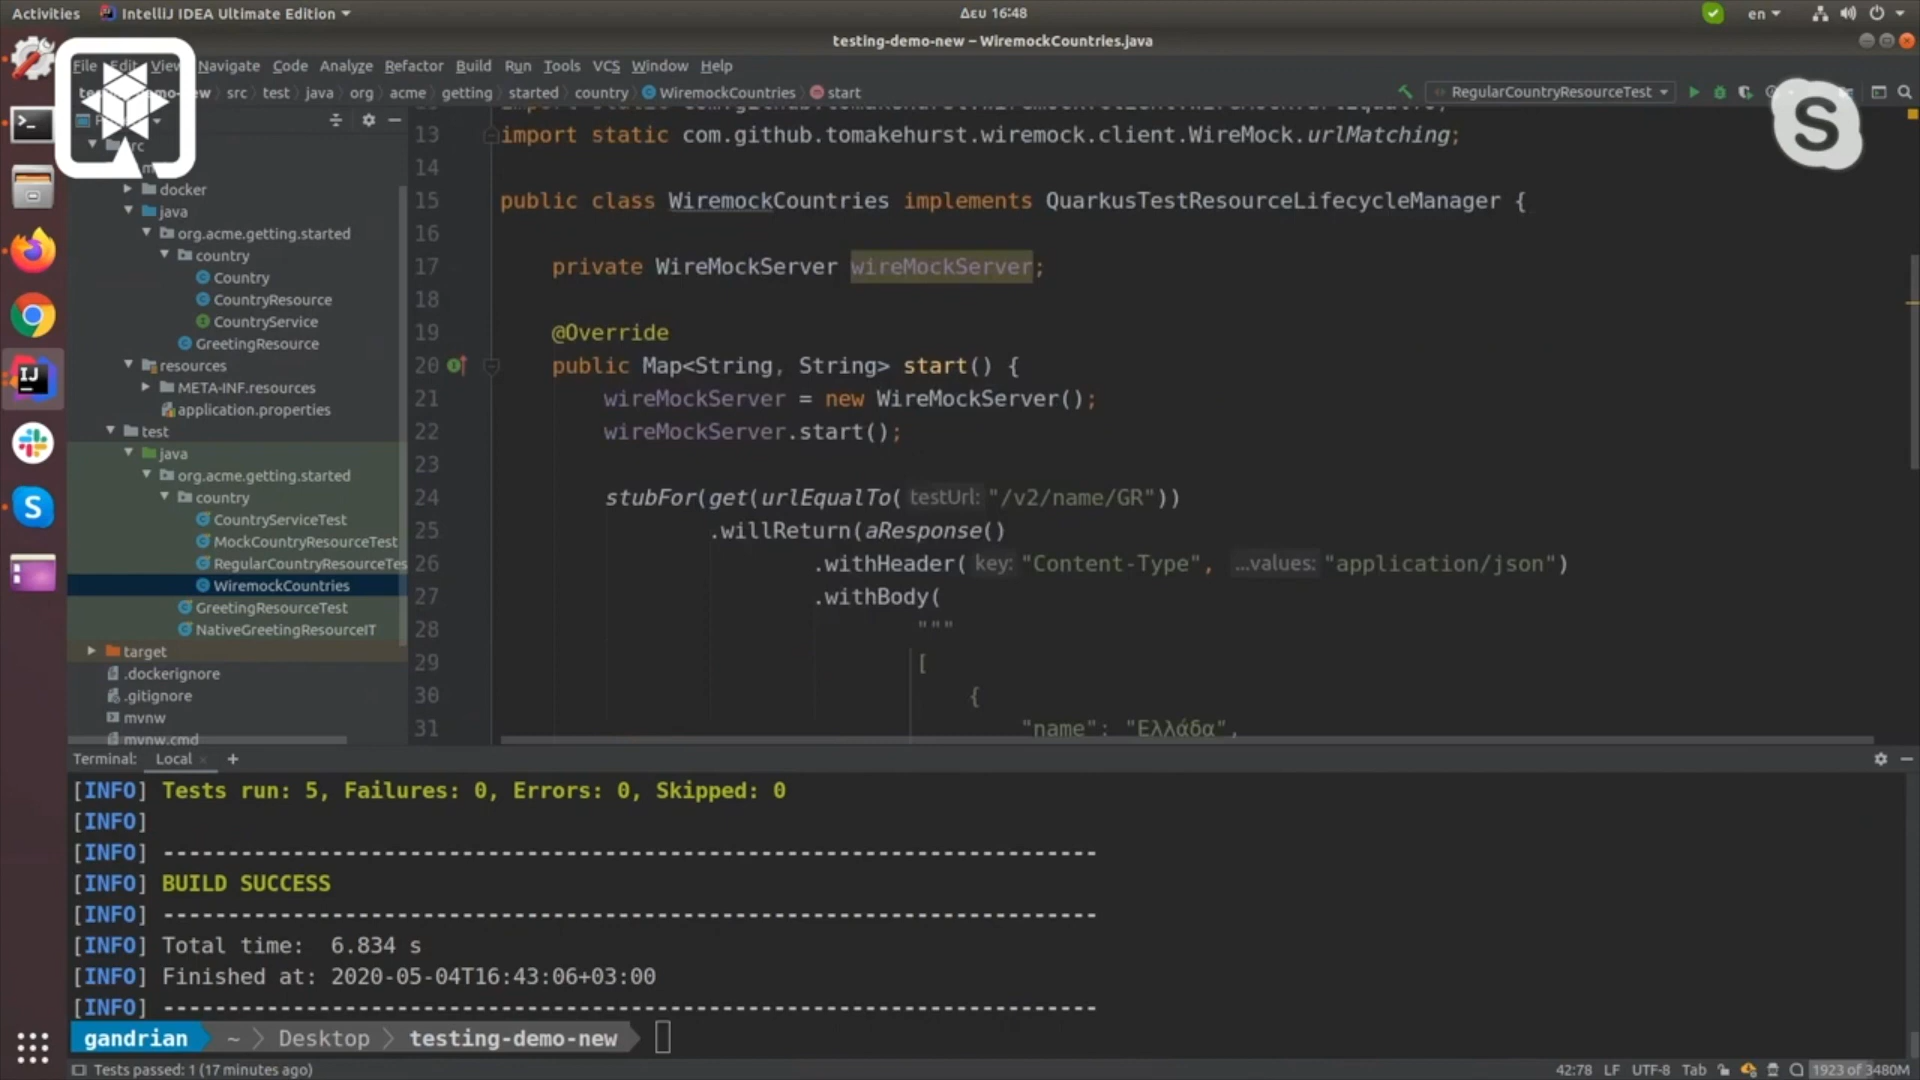 Activities IntelliJ IDEA Ultimate Edition Δευ 16:48 en
testing-demo-new – WiremockCountries.java
File Edit View Navigate Code Analyze Refactor Build Run Tools VCS Window Help
src test java org acme getting started country WiremockCountries start RegularCountryResourceTest
docker
java
org.acme.getting.started
country
Country
CountryResource
CountryService
GreetingResource
resources
META-INF.resources
application.properties
test
java
org.acme.getting.started
country
CountryServiceTest
MockCountryResourceTest
RegularCountryResourceTes
WiremockCountries
GreetingResourceTest
NativeGreetingResourceIT
target
.dockerignore
.gitignore
mvnw
mvnw.cmd
13 import static com.github.tomakehurst.wiremock.client.WireMock.urlMatching;
14
15 public class WiremockCountries implements QuarkusTestResourceLifecycleManager {
16
17 private WireMockServer wireMockServer;
18
19 @Override
20 public Map<String, String> start() {
21 wireMockServer = new WireMockServer();
22 wireMockServer.start();
23
24 stubFor(get(urlEqualTo( testUrl: "/v2/name/GR"))
25 .willReturn(aResponse()
26 .withHeader( key: "Content-Type", ...values: "application/json")
27 .withBody(
28 """
29 [
30 {
31 "name": "Ελλάδα",
Terminal: Local +
[INFO] Tests run: 5, Failures: 0, Errors: 0, Skipped: 0
[INFO]
[INFO] ------------------------------------------------------------------------
[INFO] BUILD SUCCESS
[INFO] ------------------------------------------------------------------------
[INFO] Total time: 6.834 s
[INFO] Finished at: 2020-05-04T16:43:06+03:00
[INFO] ------------------------------------------------------------------------
gandrian ~ Desktop testing-demo-new
Tests passed: 1 (17 minutes ago) 42:78 LF UTF-8 Tab 1923 of 3480M